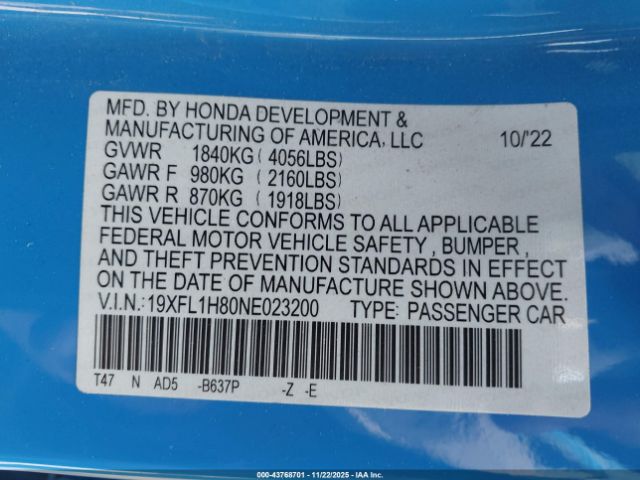 MFD. BY HONDA DEVELOPMENT &
MANUFACTURING OF AMERICA, LLC 10/'22
GVWR 1840KG ( 4056LBS)
GAWR F 980KG ( 2160LBS)
GAWR R 870KG ( 1918LBS)
THIS VEHICLE CONFORMS TO ALL APPLICABLE
FEDERAL MOTOR VEHICLE SAFETY , BUMPER ,
AND THEFT PREVENTION STANDARDS IN EFFECT
ON THE DATE OF MANUFACTURE SHOWN ABOVE.
V.I.N.:19XFL1H80NE023200 TYPE: PASSENGER CAR
T47 N AD5 -B637P -Z -E
000-43768701 - 11/22/2025 - IAA Inc.